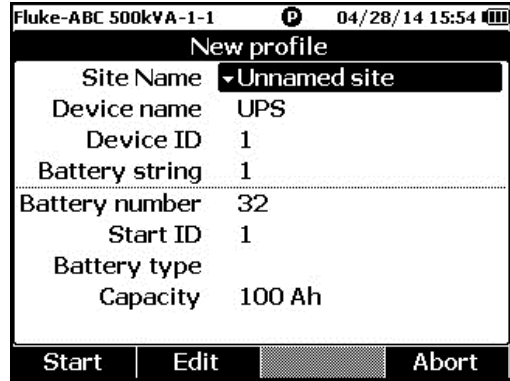 Fluke-ABC 500kVA-1-1 P 04/28/14 15:54
New profile
Site Name Unnamed site
Device name UPS
Device ID 1
Battery string 1
Battery number 32
Start ID 1
Battery type
Capacity 100 Ah
Start Edit Abort